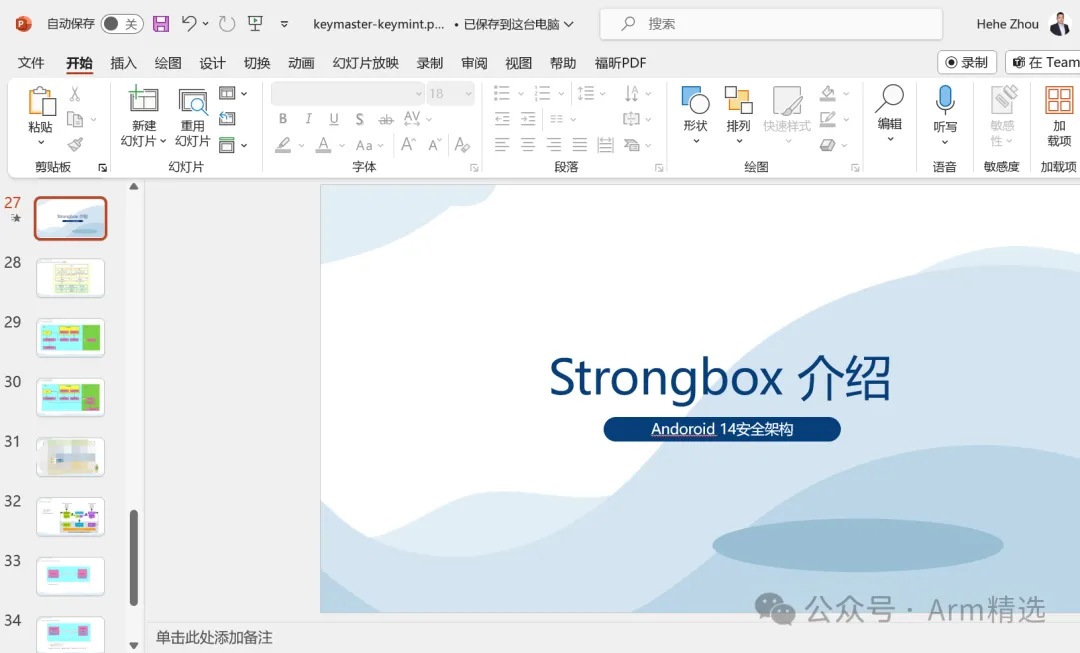 自动保存 关 keymaster-keymint.p... • 已保存到这台电脑 搜索 Hehe Zhou
文件 开始 插入 绘图 设计 切换 动画 幻灯片放映 录制 审阅 视图 帮助 福昕PDF 录制 在 Team
粘贴
剪贴板
新建
幻灯片
重用
幻灯片
幻灯片
18
B I U S ab AV
A Aa A A A
字体
段落
形状
排列
快速样式
绘图
编辑
听写
语音
敏感
性
敏感度
加
载项
加载项
27
28
29
30
31
32
33
34
Strongbox 介绍
Andoroid 14安全架构
公众号 · Arm精选
单击此处添加备注